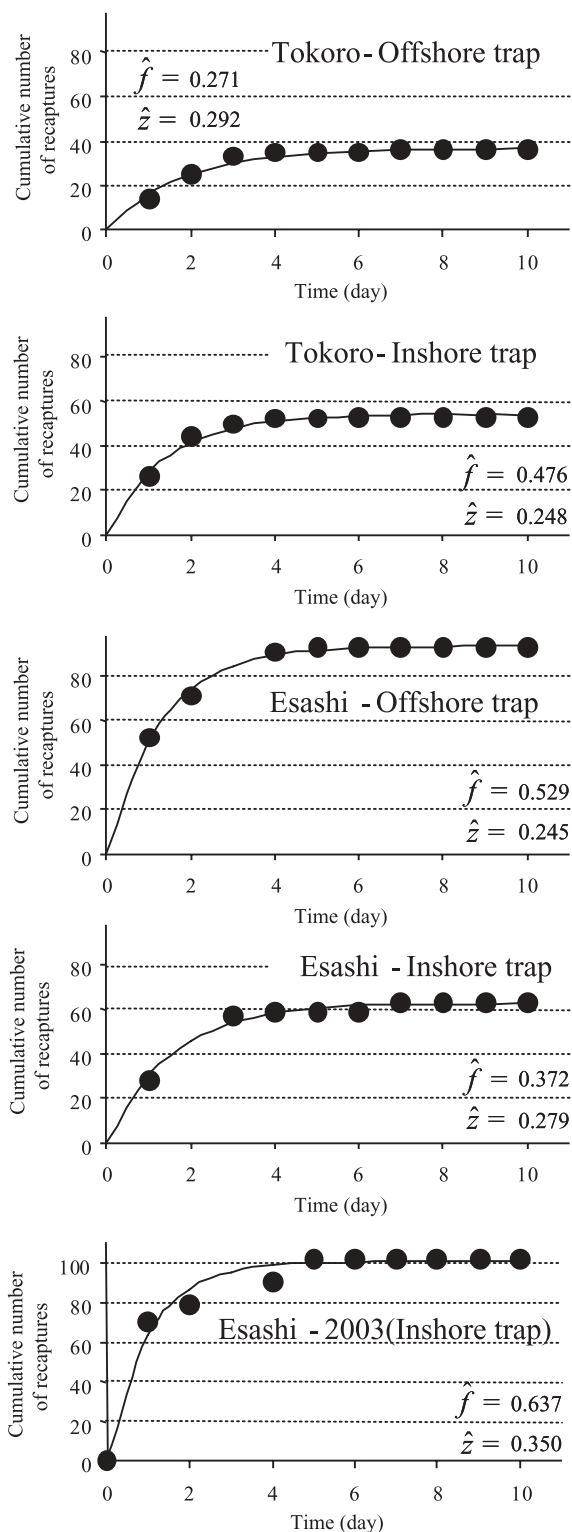 Tokoro - Offshore trap
f̂ = 0.271
ẑ = 0.292
Cumulative number
of recaptures
80
60
40
20
0
0 2 4 6 8 10
Time (day)
Tokoro - Inshore trap
f̂ = 0.476
ẑ = 0.248
Cumulative number
of recaptures
80
60
40
20
0
0 2 4 6 8 10
Time (day)
Esashi - Offshore trap
f̂ = 0.529
ẑ = 0.245
Cumulative number
of recaptures
80
60
40
20
0
0 2 4 6 8 10
Time (day)
Esashi - Inshore trap
f̂ = 0.372
ẑ = 0.279
Cumulative number
of recaptures
80
60
40
20
0
0 2 4 6 8 10
Time (day)
Esashi - 2003(Inshore trap)
f̂ = 0.637
ẑ = 0.350
Cumulative number
of recaptures
100
80
60
40
20
0
0 2 4 6 8 10
Time (day)